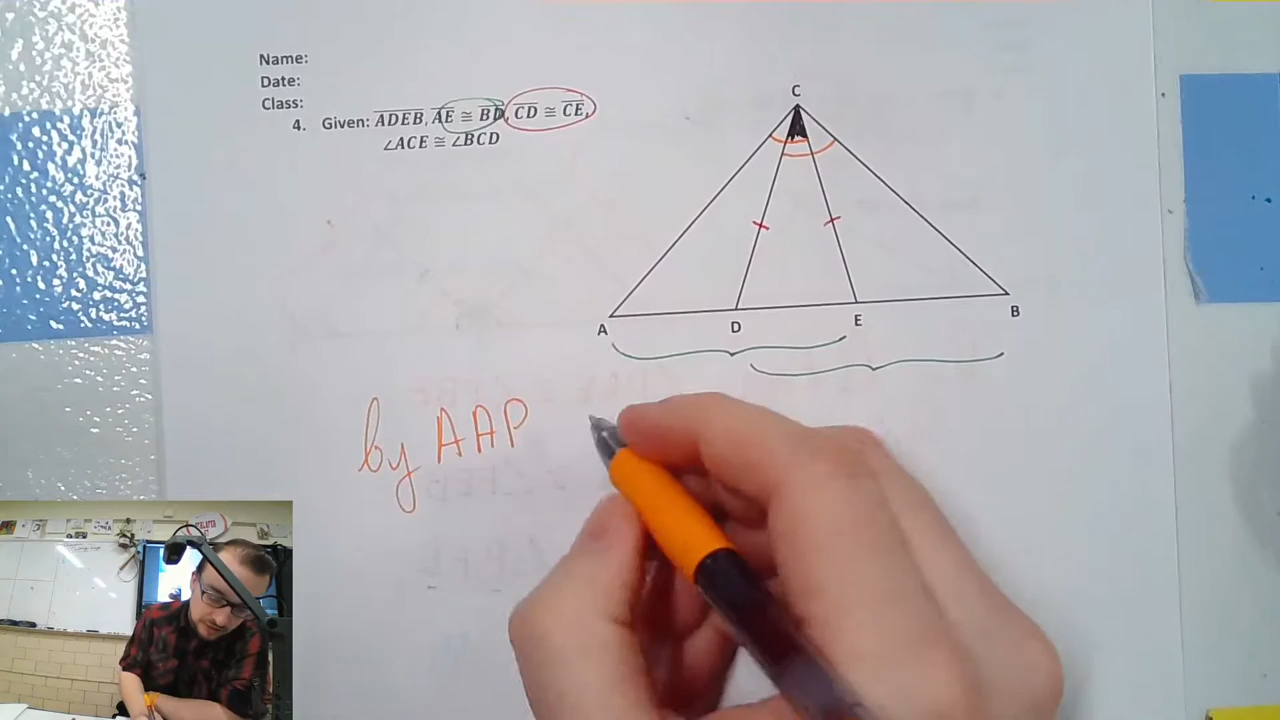 Name:
Date:
Class:
4. Given: ADEB, AE ≅ BD, CD ≅ CE,
∠ACE ≅ ∠BCD
C
A
D
E
B
by AAP